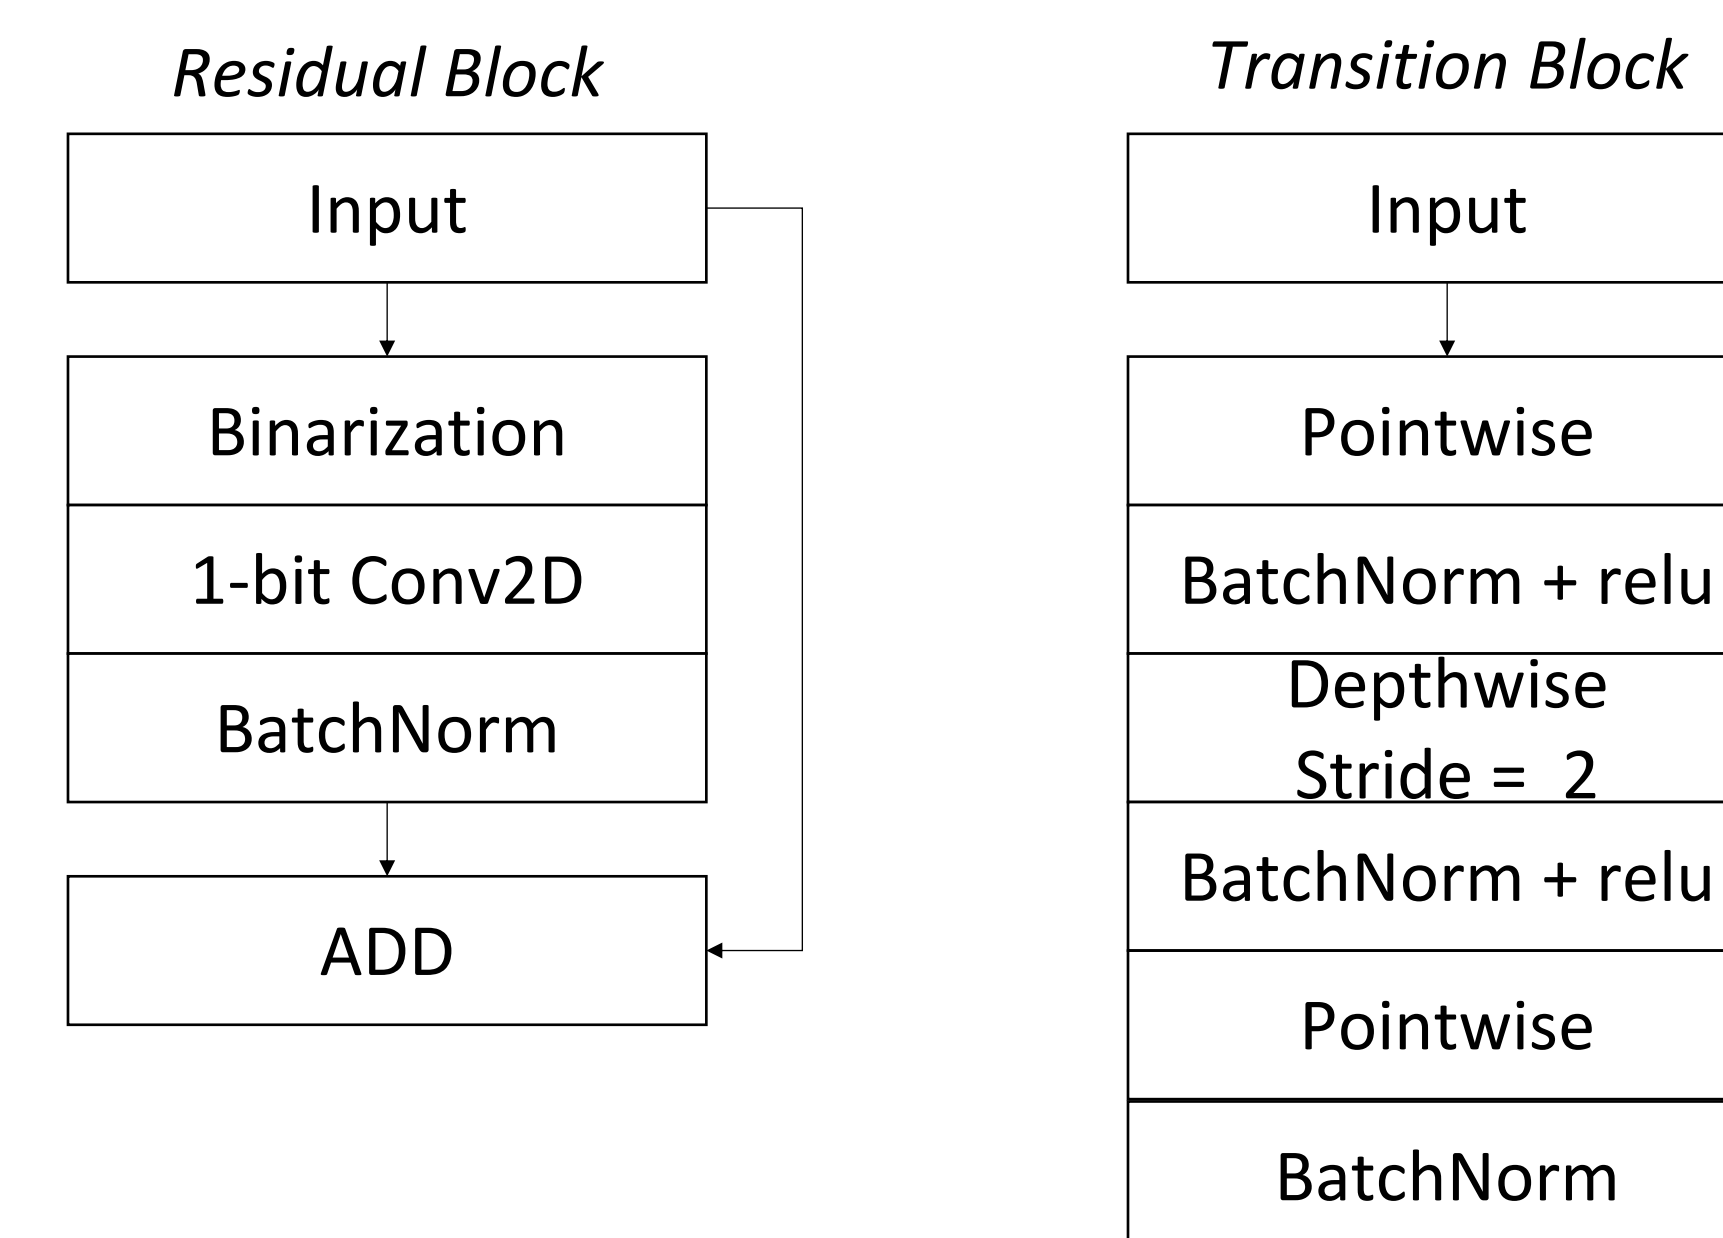 Residual Block
Input
Binarization
1-bit Conv2D
BatchNorm
ADD
Transition Block
Input
Pointwise
BatchNorm + relu
Depthwise
Stride =  2
BatchNorm + relu
Pointwise
BatchNorm